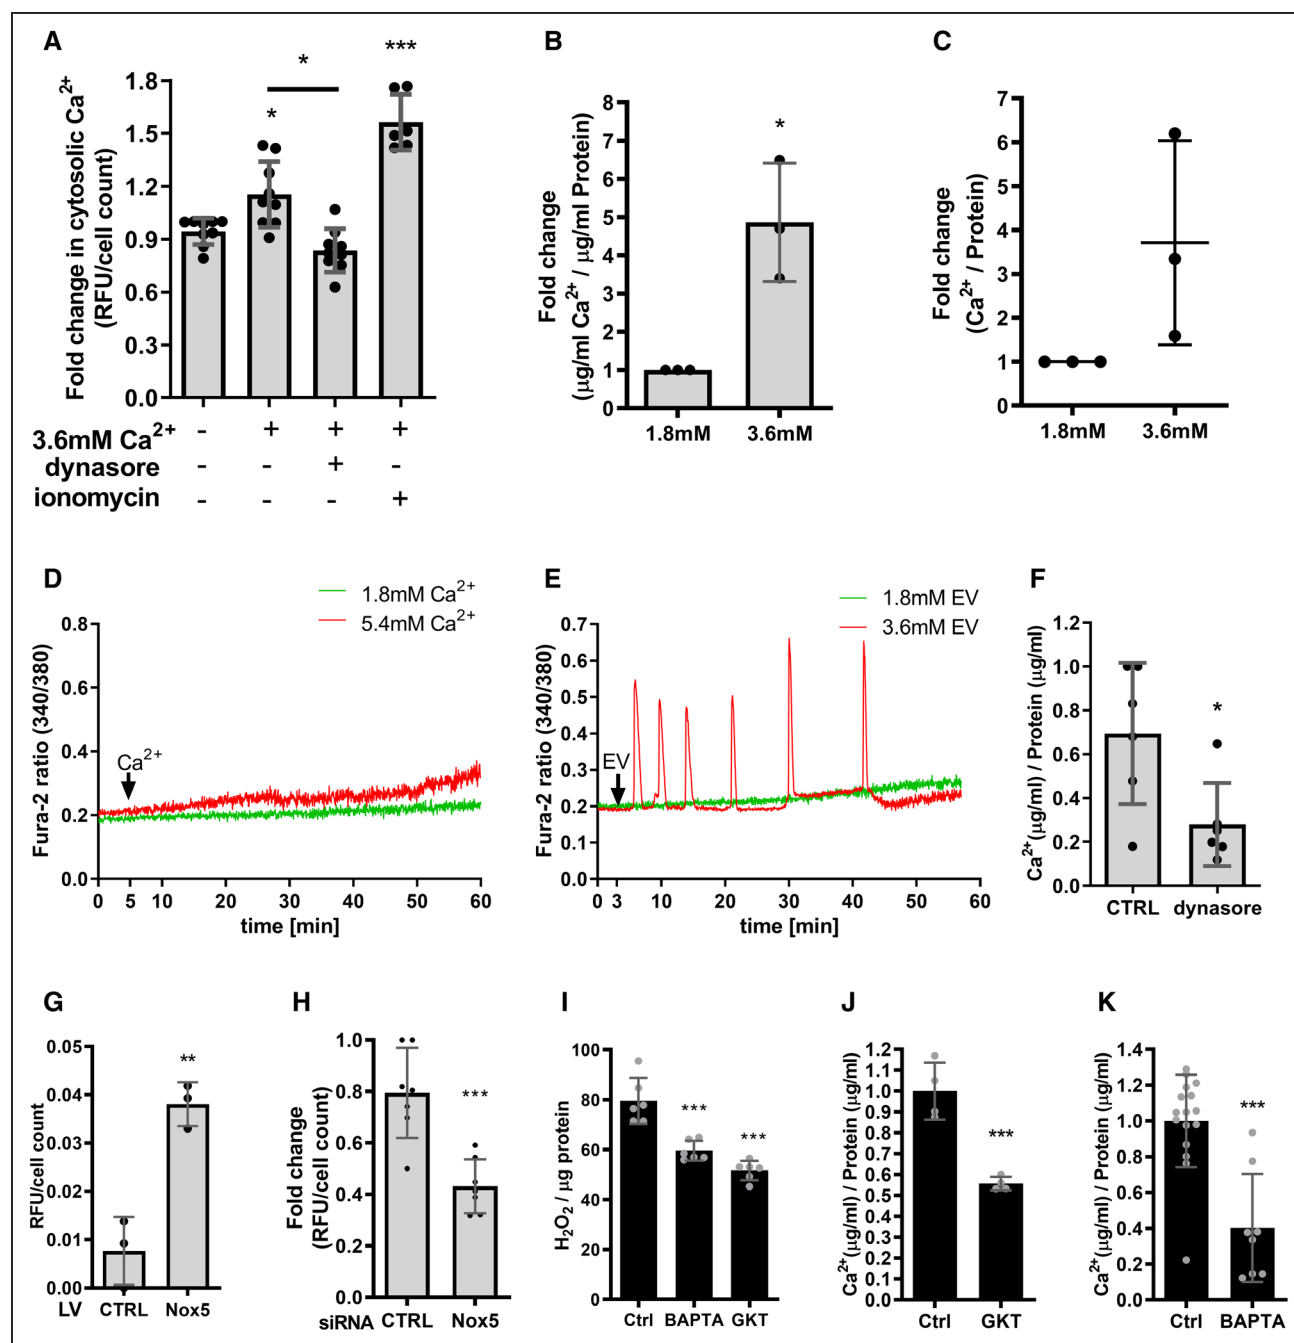 A
Fold change in cytosolic Ca²⁺
(RFU/cell count)
1.8
1.5
1.2
0.9
0.6
0.3
0.0
*
*
***
3.6mM Ca²⁺ - + + +
dynasore - - + -
ionomycin - - - +
B
Fold change
(µg/ml Ca²⁺ / µg/ml Protein)
8
7
6
5
4
3
2
1
0
*
1.8mM 3.6mM
C
Fold change
(Ca²⁺ / Protein)
7
6
5
4
3
2
1
0
1.8mM 3.6mM
D
1.8mM Ca²⁺
5.4mM Ca²⁺
Fura-2 ratio (340/380)
0.8
0.6
0.4
0.2
0.0
Ca²⁺
0 5 10 20 30 40 50 60
time [min]
E
1.8mM EV
3.6mM EV
Fura-2 ratio (340/380)
0.7
0.6
0.5
0.4
0.3
0.2
0.1
0.0
EV
0 3 10 20 30 40 50 60
time [min]
F
Ca²⁺(µg/ml) / Protein (µg/ml)
1.2
1.0
0.8
0.6
0.4
0.2
0.0
*
CTRL dynasore
G
RFU/cell count
0.05
0.04
0.03
0.02
0.01
0.00
**
LV CTRL Nox5
H
Fold change
(RFU/cell count)
1.0
0.8
0.6
0.4
0.2
0.0
***
siRNA CTRL Nox5
I
H₂O₂ / µg protein
100
80
60
40
20
0
***
***
Ctrl BAPTA GKT
J
Ca²⁺(µg/ml) / Protein (µg/ml)
1.2
1.1
1.0
0.9
0.8
0.7
0.6
0.5
0.4
0.3
0.2
0.1
0.0
***
Ctrl GKT
K
Ca²⁺(µg/ml) / Protein (µg/ml)
1.4
1.2
1.0
0.8
0.6
0.4
0.2
0.0
***
Ctrl BAPTA